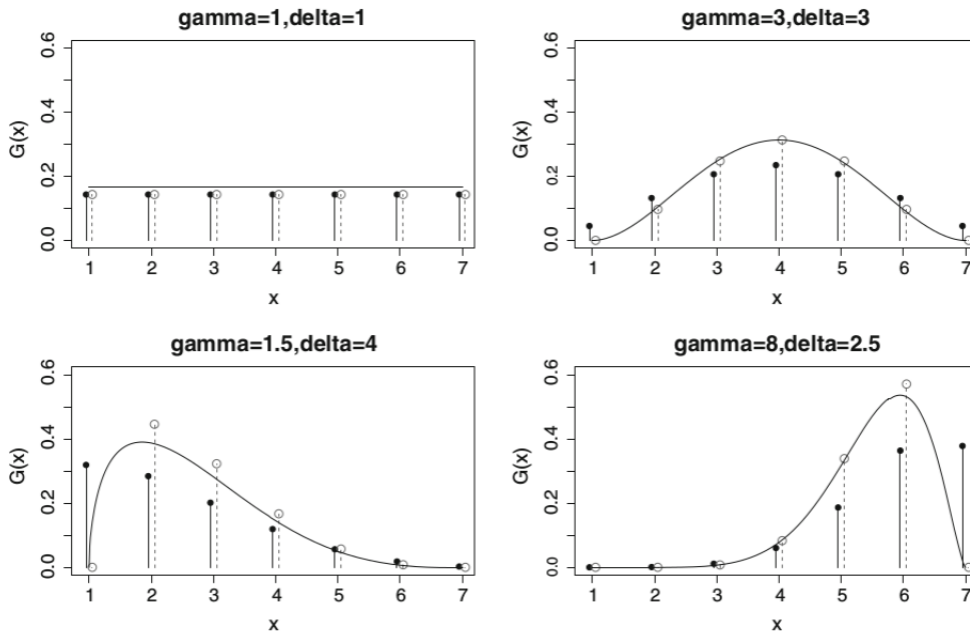 gamma=1,delta=1
G(x)
0.0 0.2 0.4 0.6
1 2 3 4 5 6 7
x
gamma=3,delta=3
G(x)
0.0 0.2 0.4 0.6
1 2 3 4 5 6 7
x
gamma=1.5,delta=4
G(x)
0.0 0.2 0.4 0.6
1 2 3 4 5 6 7
x
gamma=8,delta=2.5
G(x)
0.0 0.2 0.4 0.6
1 2 3 4 5 6 7
x